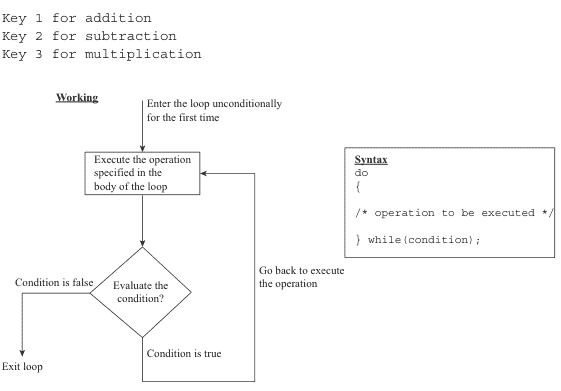 Key 1 for addition
Key 2 for subtraction
Key 3 for multiplication
Working
Enter the loop unconditionally
for the first time
Execute the operation
specified in the
body of the loop
Syntax
do
{
/* operation to be executed */
} while(condition);
Go back to execute
the operation
Condition is false
Evaluate the
condition?
Condition is true
Exit loop